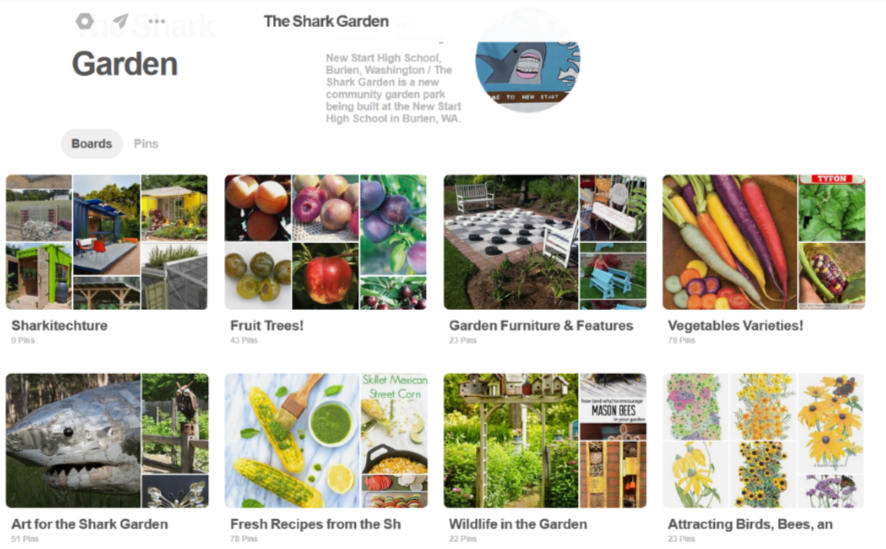 The Shark
Garden
The Shark Garden
New Start High School,
Burien, Washington / The
Shark Garden is a new
community garden park
being built at the New Start
High School in Burien, WA.
TO NEW START
Boards
Pins
TYFON
Sharkitechture
9 Pins
Fruit Trees!
43 Pins
Garden Furniture & Features
23 Pins
Vegetables Varieties!
78 Pins
Skillet Mexican
Street Corn
how (and why) to encourage
MASON BEES
in your garden
Art for the Shark Garden
51 Pins
Fresh Recipes from the Sh
78 Pins
Wildlife in the Garden
22 Pins
Attracting Birds, Bees, an
23 Pins